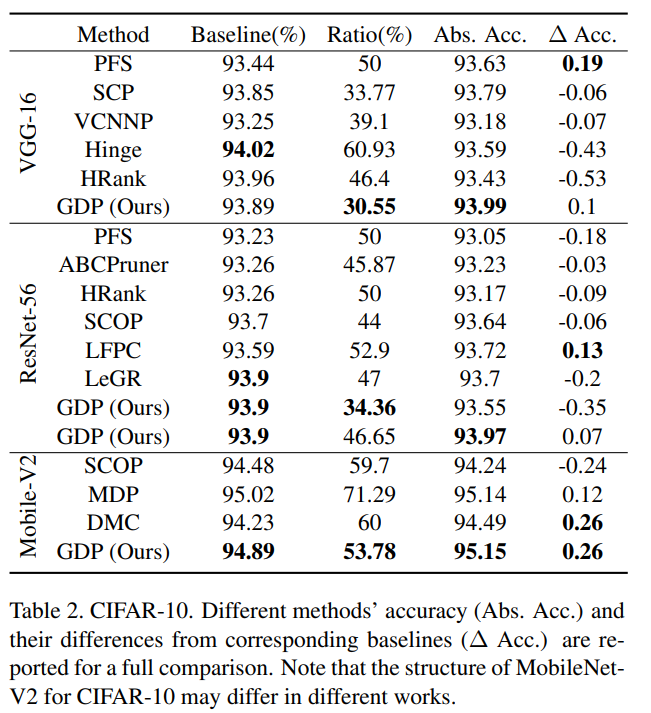 Method Baseline(%) Ratio(%) Abs. Acc. Δ Acc.
VGG-16
PFS 93.44 50 93.63 0.19
SCP 93.85 33.77 93.79 -0.06
VCNNP 93.25 39.1 93.18 -0.07
Hinge 94.02 60.93 93.59 -0.43
HRank 93.96 46.4 93.43 -0.53
GDP (Ours) 93.89 30.55 93.99 0.1
ResNet-56
PFS 93.23 50 93.05 -0.18
ABCPruner 93.26 45.87 93.23 -0.03
HRank 93.26 50 93.17 -0.09
SCOP 93.7 44 93.64 -0.06
LFPC 93.59 52.9 93.72 0.13
LeGR 93.9 47 93.7 -0.2
GDP (Ours) 93.9 34.36 93.55 -0.35
GDP (Ours) 93.9 46.65 93.97 0.07
Mobile-V2
SCOP 94.48 59.7 94.24 -0.24
MDP 95.02 71.29 95.14 0.12
DMC 94.23 60 94.49 0.26
GDP (Ours) 94.89 53.78 95.15 0.26
Table 2. CIFAR-10. Different methods' accuracy (Abs. Acc.) and
their differences from corresponding baselines (Δ Acc.) are re-
ported for a full comparison. Note that the structure of MobileNet-
V2 for CIFAR-10 may differ in different works.